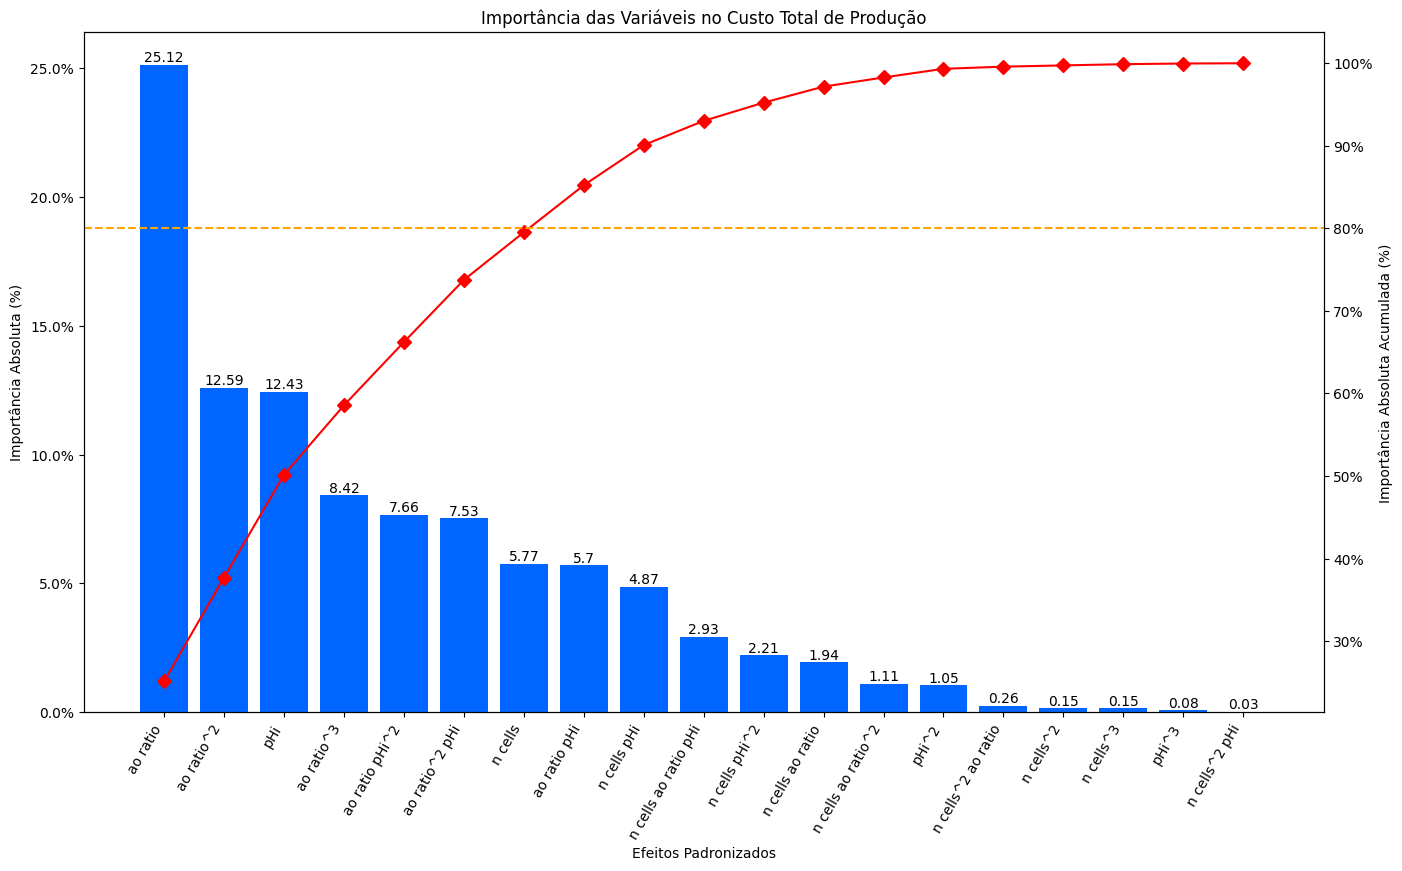 Importância das Variáveis no Custo Total de Produção
Importância Absoluta (%)
25.0%
20.0%
15.0%
10.0%
5.0%
0.0%
25.12
12.59
12.43
8.42
7.66
7.53
5.77
5.7
4.87
2.93
2.21
1.94
1.11
1.05
0.26
0.15
0.15
0.08
0.03
100%
90%
80%
70%
60%
50%
40%
30%
Importância Absoluta Acumulada (%)
ao ratio
ao ratio^2
pHi
ao ratio^3
ao ratio pHi^2
ao ratio^2 pHi
n cells
ao ratio pHi
n cells pHi
n cells ao ratio pHi
n cells pHi^2
n cells ao ratio
n cells ao ratio^2
pHi^2
n cells^2 ao ratio
n cells^2
n cells^3
pHi^3
n cells^2 pHi
Efeitos Padronizados